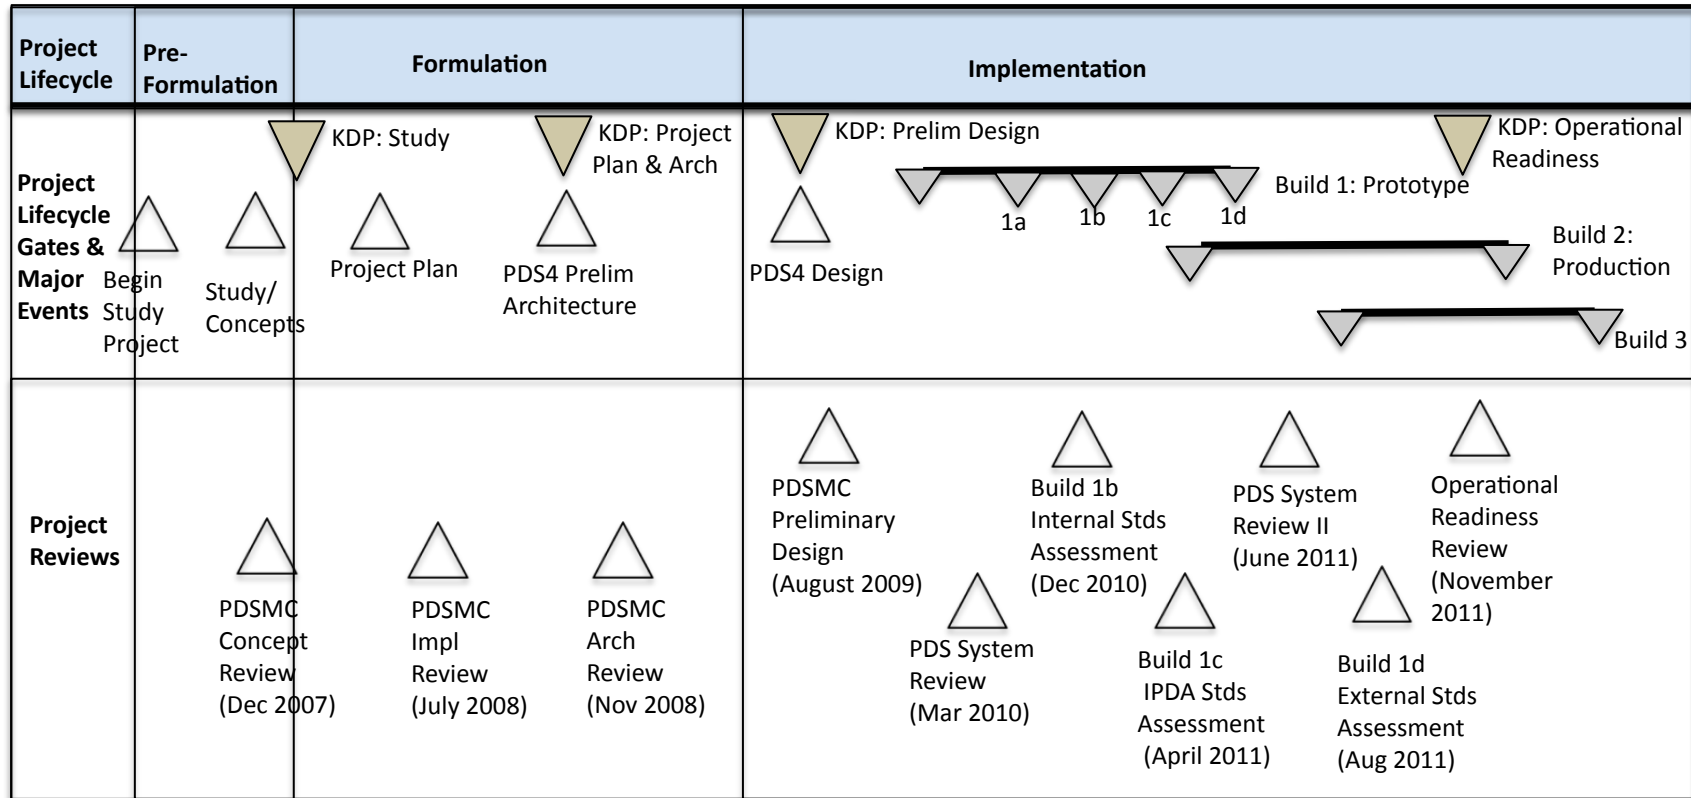 Project
Lifecycle
Pre-
Formulation
Formulation
Implementation
Project
Lifecycle
Gates &
Major
Events
KDP: Study
KDP: Project
Plan & Arch
KDP: Prelim Design
KDP: Operational
Readiness
Begin
Study
Project
Study/
Concepts
Project Plan
PDS4 Prelim
Architecture
PDS4 Design
1a
1b
1c
1d
Build 1: Prototype
Build 2:
Production
Build 3
Project
Reviews
PDSMC
Concept
Review
(Dec 2007)
PDSMC
Impl
Review
(July 2008)
PDSMC
Arch
Review
(Nov 2008)
PDSMC
Preliminary
Design
(August 2009)
PDS System
Review
(Mar 2010)
Build 1b
Internal Stds
Assessment
(Dec 2010)
Build 1c
IPDA Stds
Assessment
(April 2011)
PDS System
Review II
(June 2011)
Build 1d
External Stds
Assessment
(Aug 2011)
Operational
Readiness
Review
(November
2011)